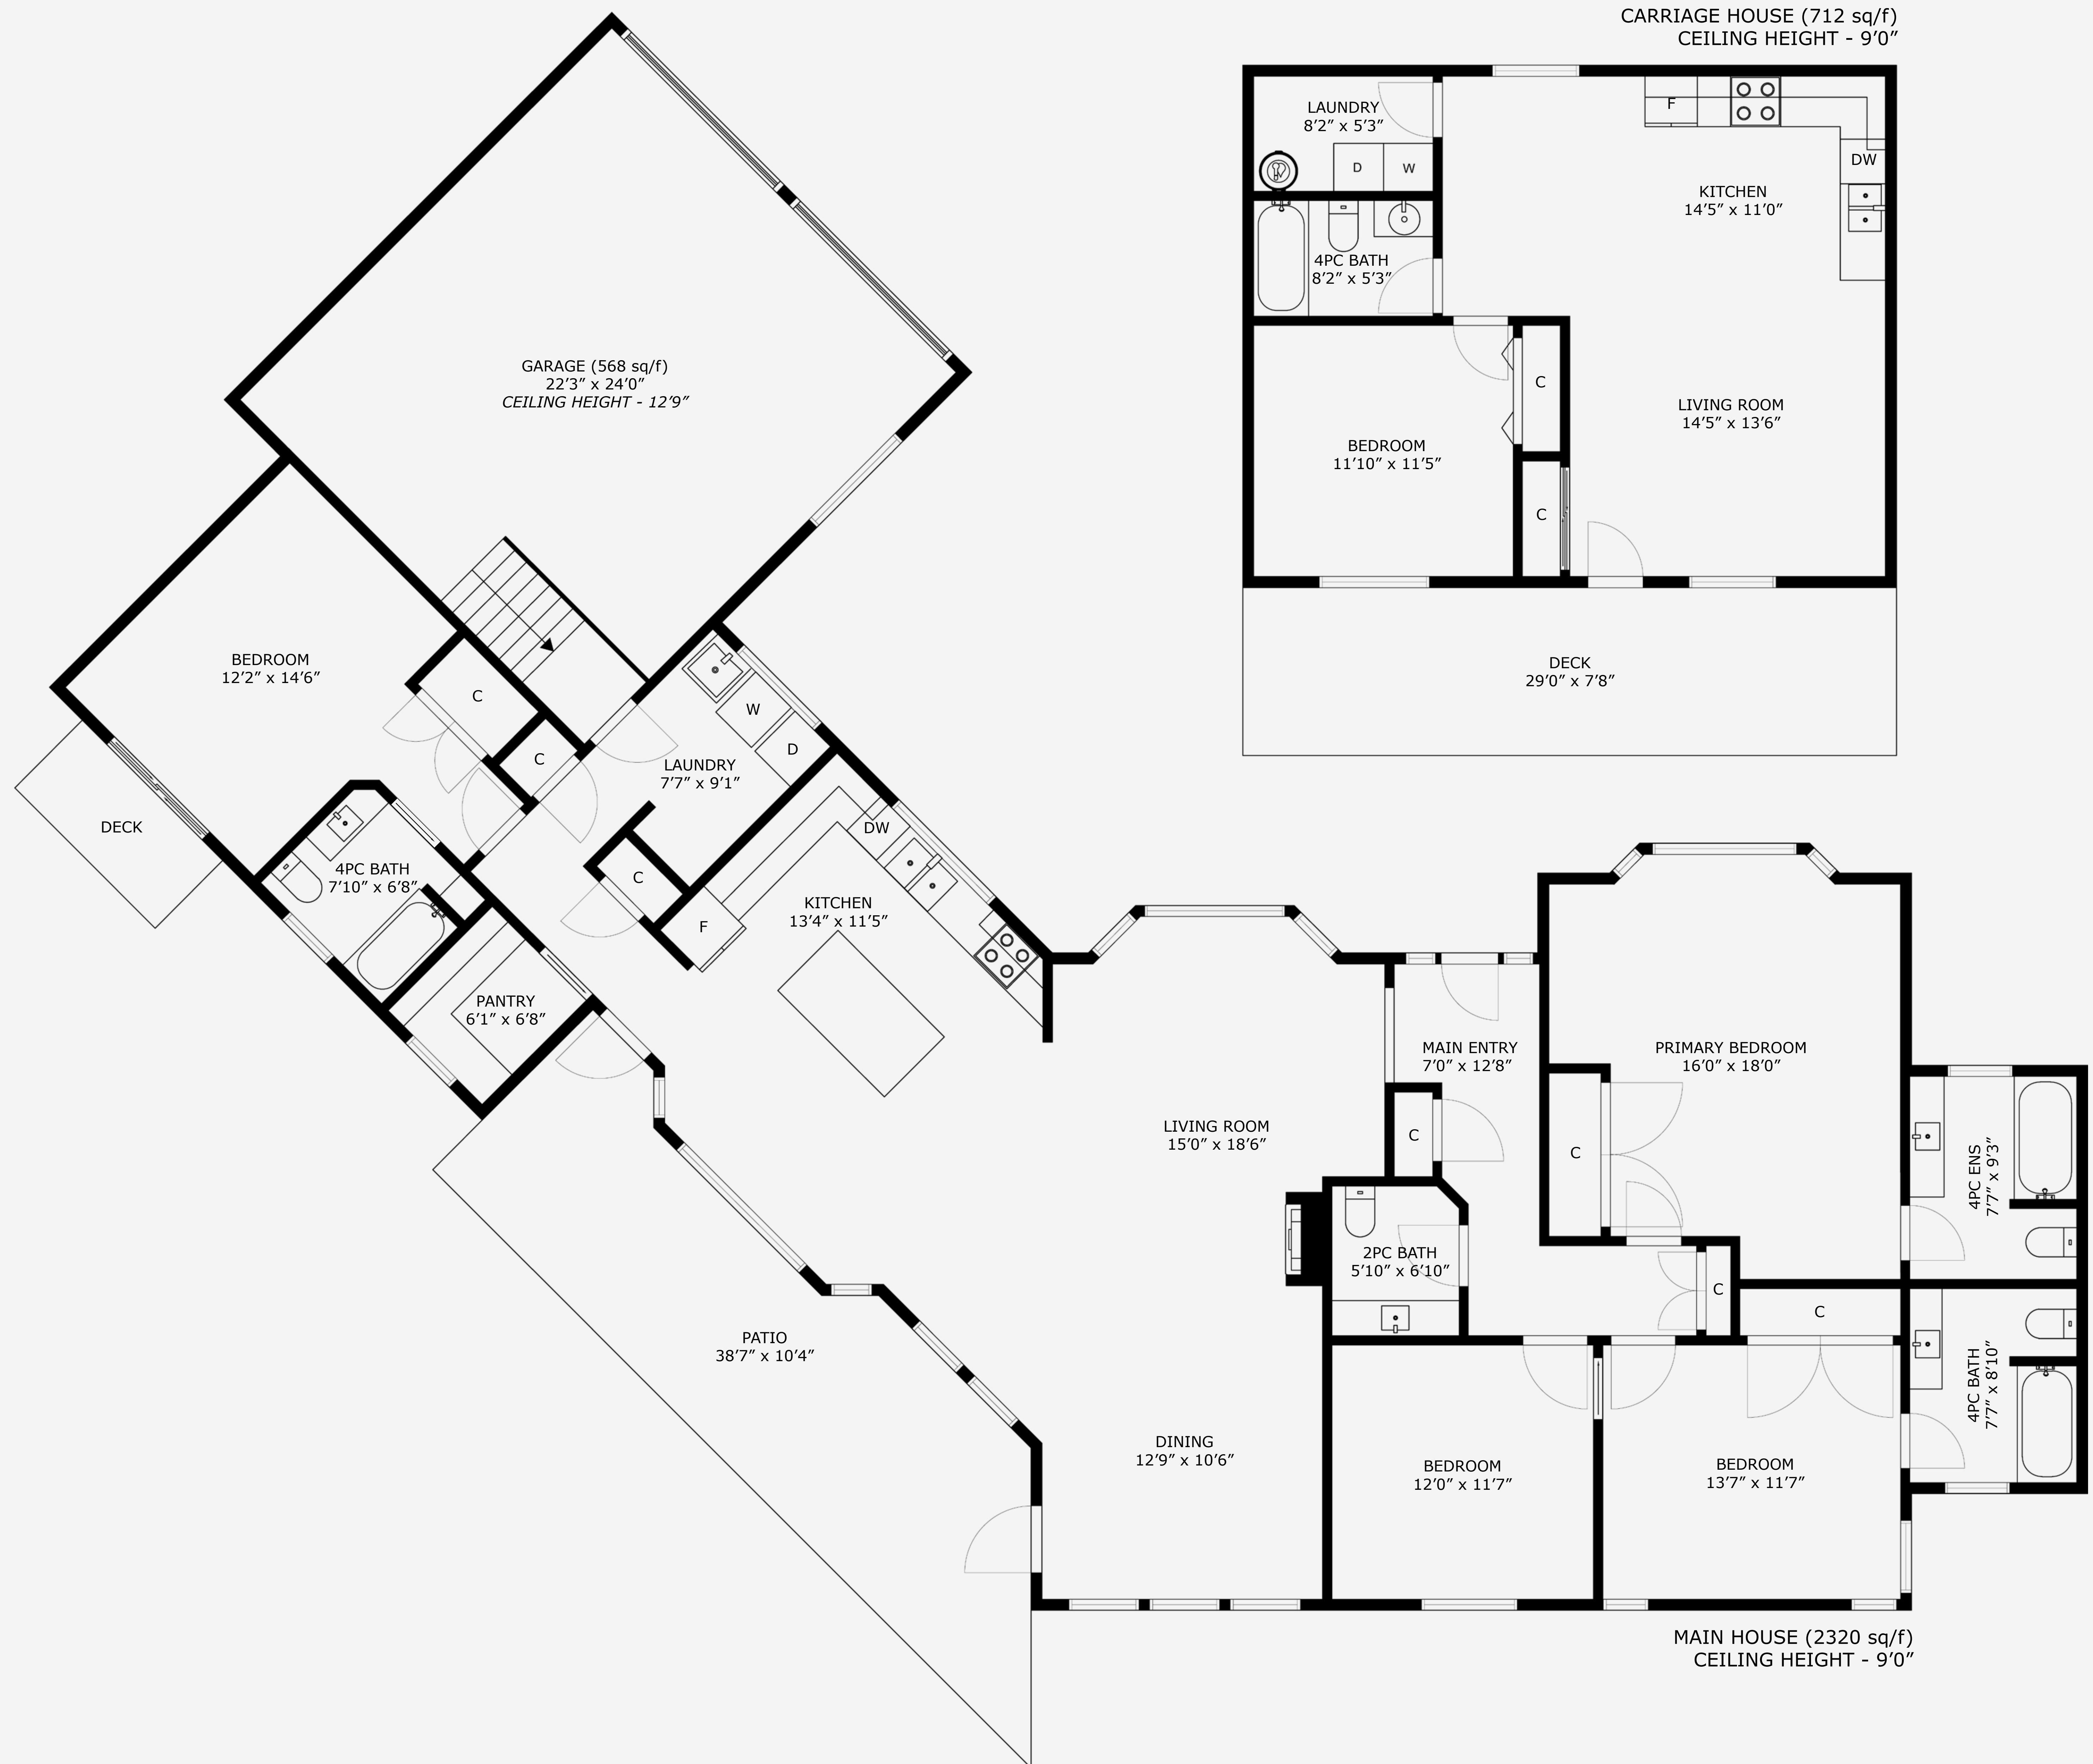 CARRIAGE HOUSE (712 sq/f)
CEILING HEIGHT - 9’0”
LAUNDRY
8’2” x 5’3”
D
W
F
DW
KITCHEN
14’5” x 11’0”
4PC BATH
8’2” x 5’3”
C
LIVING ROOM
14’5” x 13’6”
BEDROOM
11’10” x 11’5”
C
DECK
29’0” x 7’8”
GARAGE (568 sq/f)
22’3” x 24’0”
CEILING HEIGHT - 12’9”
BEDROOM
12’2” x 14’6”
C
C
W
D
LAUNDRY
7’7” x 9’1”
DECK
4PC BATH
7’10” x 6’8”
C
DW
F
KITCHEN
13’4” x 11’5”
PANTRY
6’1” x 6’8”
MAIN ENTRY
7’0” x 12’8”
PRIMARY BEDROOM
16’0” x 18’0”
LIVING ROOM
15’0” x 18’6”
C
C
4PC ENS
7’7” x 9’3”
2PC BATH
5’10” x 6’10”
C
C
PATIO
38’7” x 10’4”
4PC BATH
7’7” x 8’10”
DINING
12’9” x 10’6”
BEDROOM
12’0” x 11’7”
BEDROOM
13’7” x 11’7”
MAIN HOUSE (2320 sq/f)
CEILING HEIGHT - 9’0”